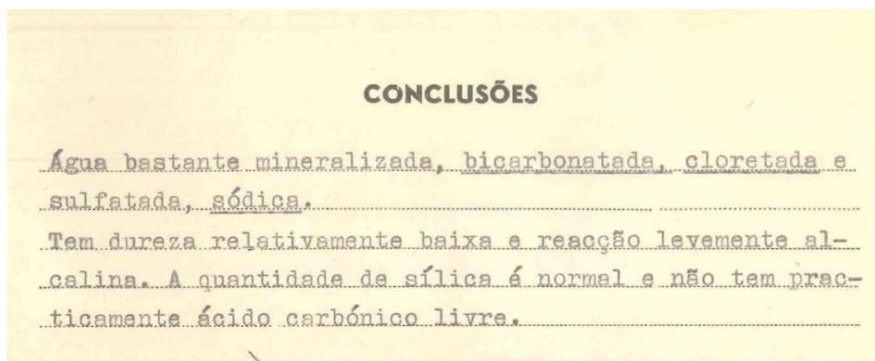 CONCLUSÕES
Água bastante mineralizada, bicarbonatada, cloretada e
sulfatada, sódica.
Tem dureza relativamente baixa e reacção levemente al-
calina. A quantidade de sílica é normal e não tem prac-
ticamente ácido carbónico livre.